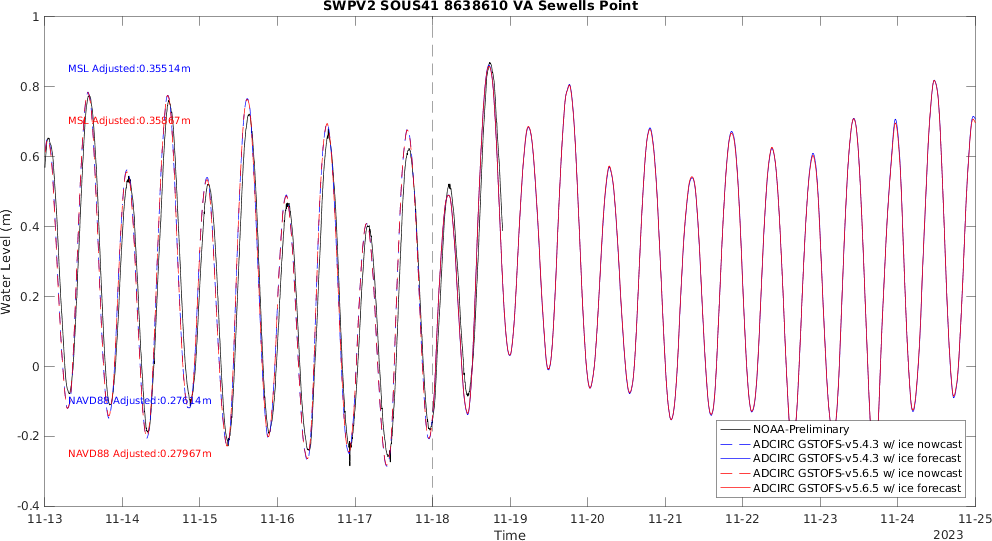 SWPV2 SOUS41 8638610 VA Sewells Point
Water Level (m)
1
0.8
0.6
0.4
0.2
0
-0.2
-0.4
MSL Adjusted:0.35514m
MSL Adjusted:0.35867m
NAVD88 Adjusted:0.27614m
NAVD88 Adjusted:0.27967m
NOAA-Preliminary
ADCIRC GSTOFS-v5.4.3 w/ ice nowcast
ADCIRC GSTOFS-v5.4.3 w/ ice forecast
ADCIRC GSTOFS-v5.6.5 w/ ice nowcast
ADCIRC GSTOFS-v5.6.5 w/ ice forecast
11-13 11-14 11-15 11-16 11-17 11-18 11-19 11-20 11-21 11-22 11-23 11-24 11-25
Time
2023